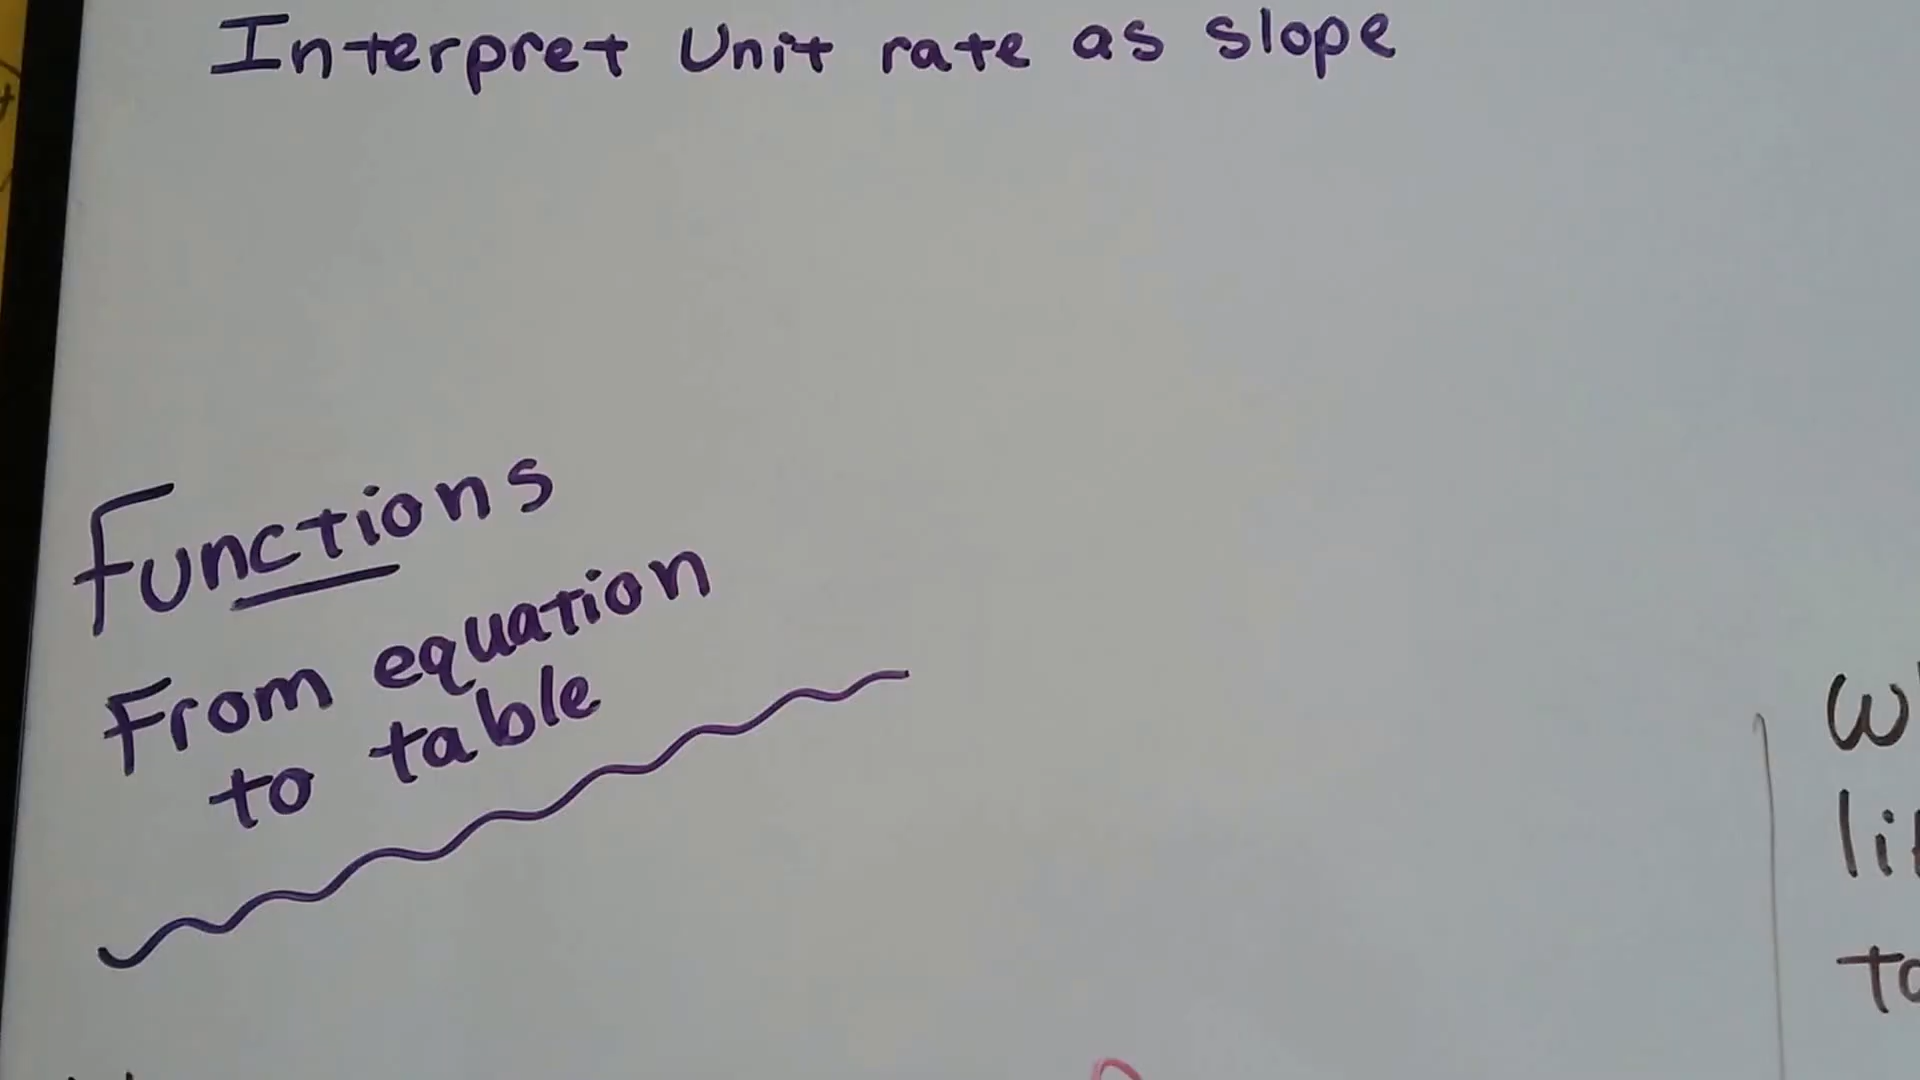 Interpret Unit rate as slope
Functions
From equation
to table